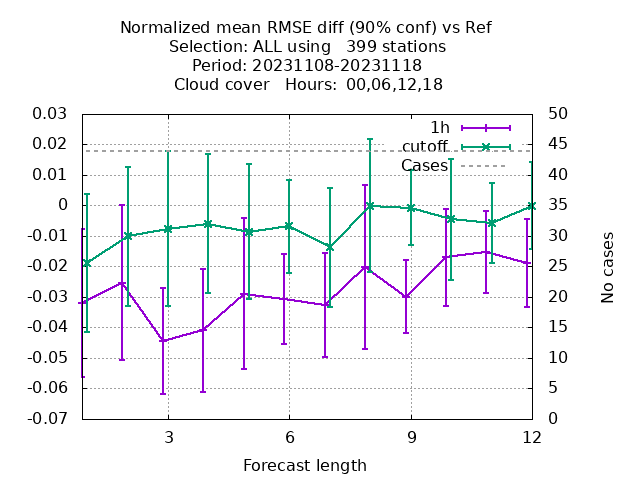 Normalized mean RMSE diff (90% conf) vs Ref
Selection: ALL using   399 stations
Period: 20231108-20231118
Cloud cover   Hours:  00,06,12,18
0.03
0.02
0.01
0
-0.01
-0.02
-0.03
-0.04
-0.05
-0.06
-0.07
1h
cutoff
Cases
50
45
40
35
30
25
20
15
10
5
0
No cases
3
6
9
12
Forecast length